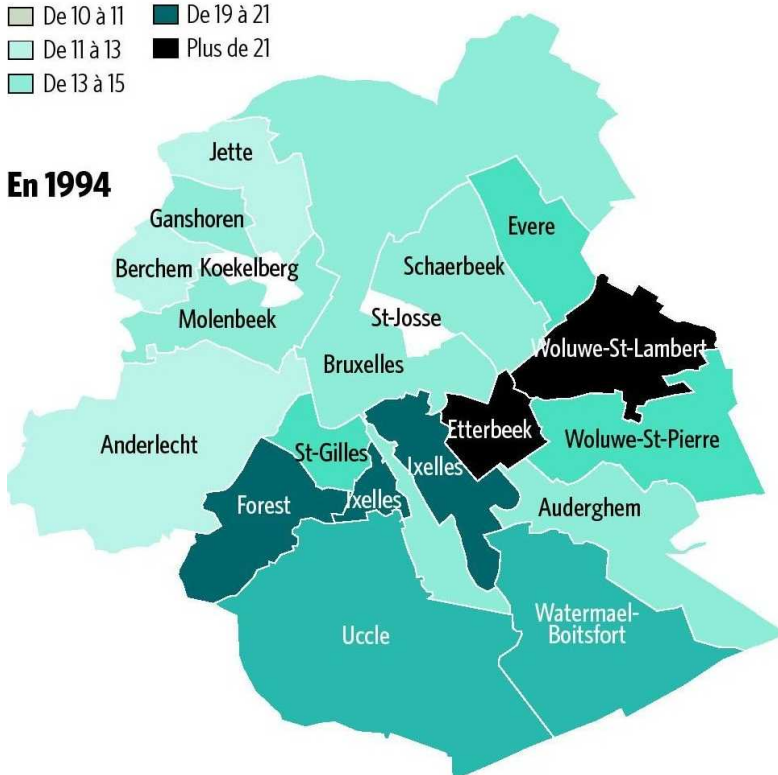 De 10 à 11
De 11 à 13
De 13 à 15
De 19 à 21
Plus de 21
En 1994
Jette
Ganshoren
Berchem
Koekelberg
Molenbeek
Evere
Schaerbeek
St-Josse
Bruxelles
Woluwe-St-Lambert
Anderlecht
St-Gilles
Etterbeek
Woluwe-St-Pierre
Forest
Ixelles
Ixelles
Auderghem
Uccle
Watermael-
Boitsfort